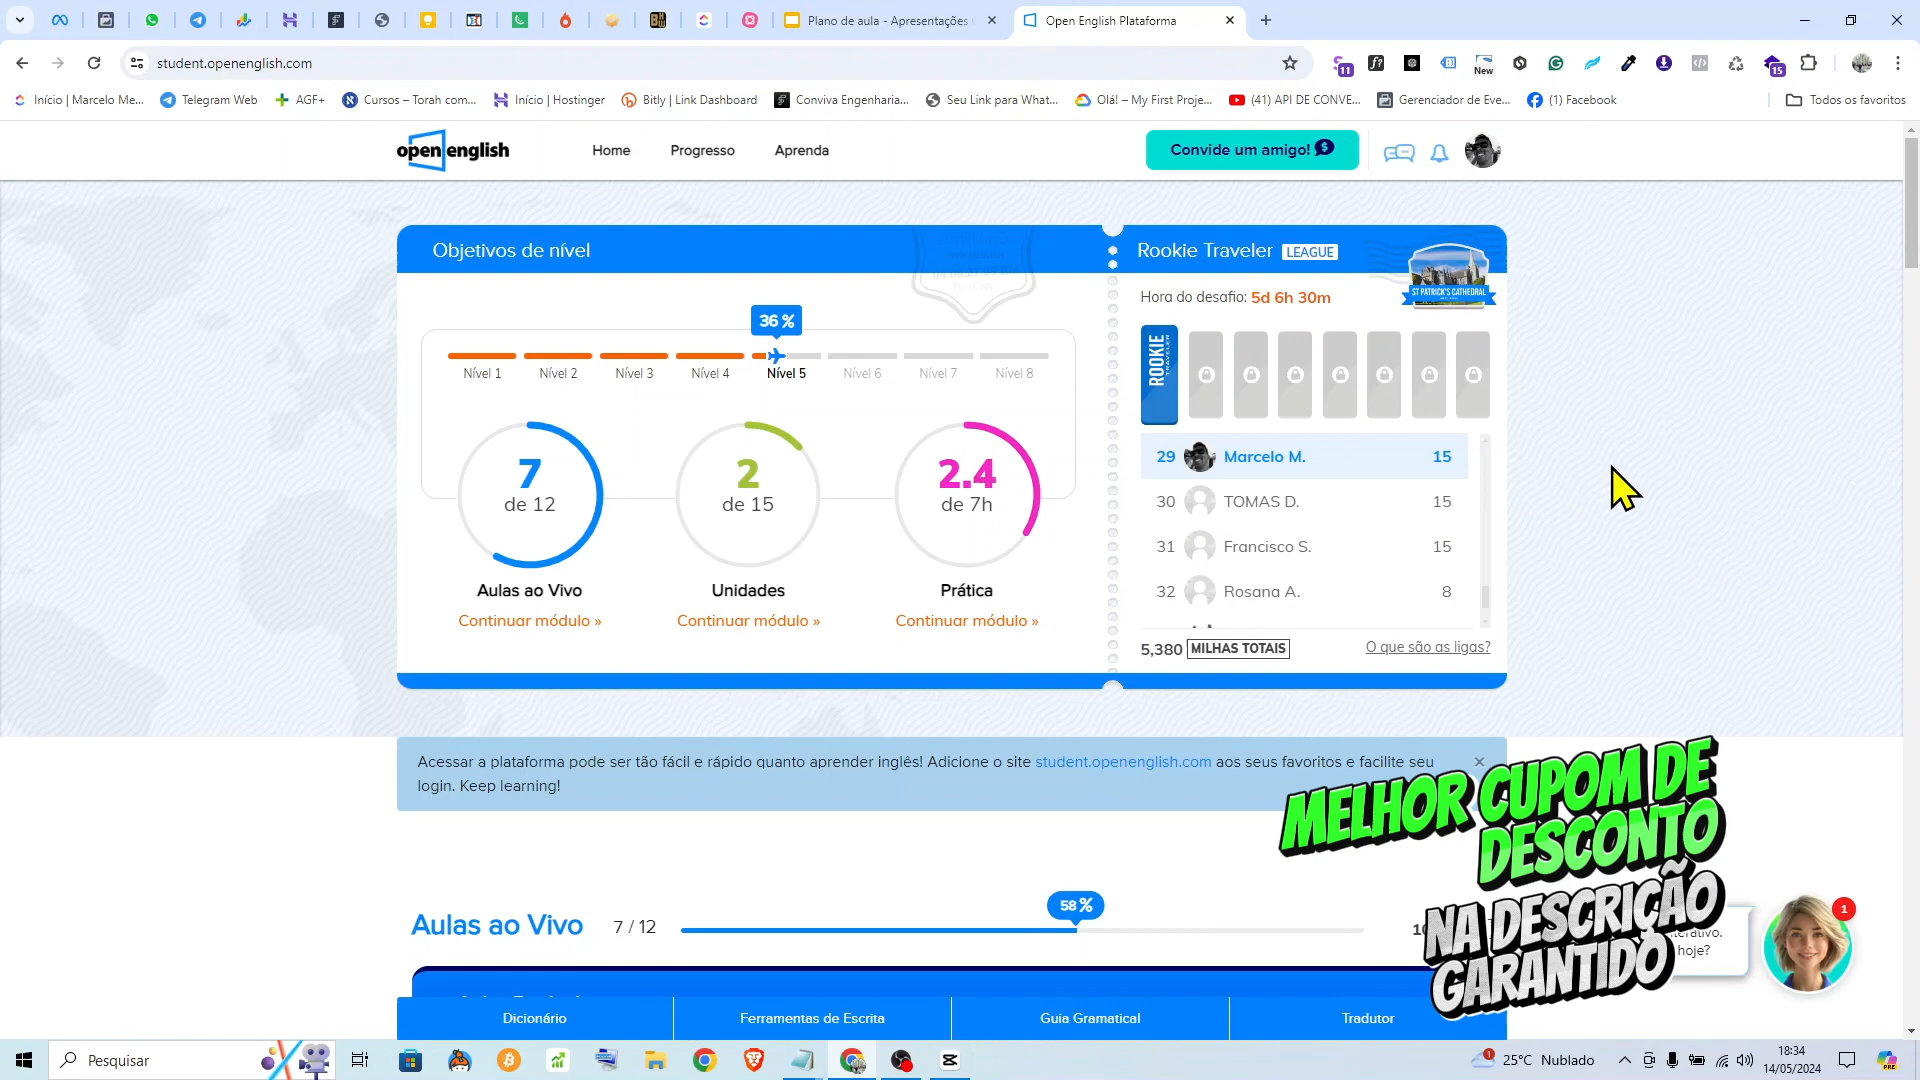 Plano de aula - Apresentações
Open English Plataforma
student.openenglish.com
11
New
15
Início | Marcelo Me...
Telegram Web
AGF+
Cursos – Torah com...
Início | Hostinger
Bitly | Link Dashboard
Conviva Engenharia...
Seu Link para What...
Olá! – My First Proje...
(41) API DE CONVE...
Gerenciador de Eve...
(1) Facebook
Todos os favoritos
open english
Home
Progresso
Aprenda
Convide um amigo!
Objetivos de nível
Rookie Traveler LEAGUE
ST PATRICK'S CATHEDRAL
Hora do desafio: 5d 6h 30m
36 %
Nível 1
Nível 2
Nível 3
Nível 4
Nível 5
Nível 6
Nível 7
Nível 8
ROOKIE
TRAVELER
7
de 12
2
de 15
2.4
de 7h
Aulas ao Vivo
Unidades
Prática
Continuar módulo »
Continuar módulo »
Continuar módulo »
29 Marcelo M. 15
30 TOMAS D. 15
31 Francisco S. 15
32 Rosana A. 8
5,380 MILHAS TOTAIS
O que são as ligas?
Acessar a plataforma pode ser tão fácil e rápido quanto aprender inglês! Adicione o site student.openenglish.com aos seus favoritos e facilite seu
login. Keep learning!
MELHOR CUPOM DE
DESCONTO
NA DESCRIÇÃO
GARANTIDO
Aulas ao Vivo
7 / 12
58 %
hoje?
1
Dicionário
Ferramentas de Escrita
Guia Gramatical
Tradutor
Pesquisar
1
25°C Nublado
18:34
14/05/2024
PRE